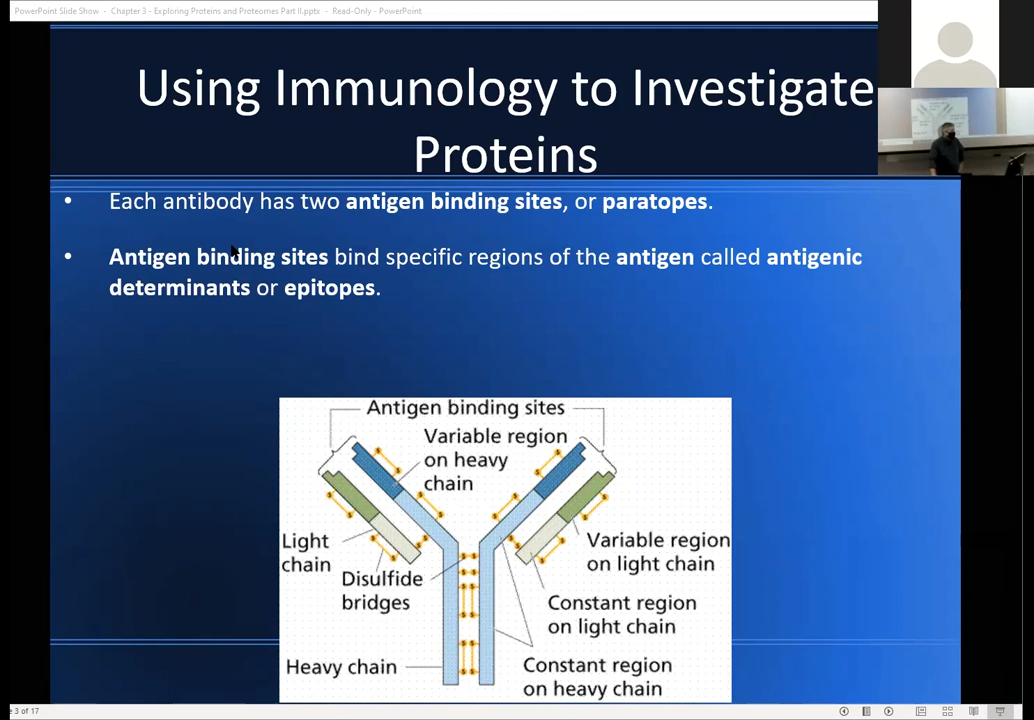 PowerPoint Slide Show - Chapter 3 - Exploring Proteins and Proteomes Part II.pptx - Read-Only - PowerPoint
Using Immunology to Investigate
Proteins
• Each antibody has two antigen binding sites, or paratopes.
• Antigen binding sites bind specific regions of the antigen called antigenic
determinants or epitopes.
Antigen binding sites
Variable region
on heavy
chain
Light
chain
Disulfide
bridges
Variable region
on light chain
Constant region
on light chain
Heavy chain
Constant region
on heavy chain
3 of 17